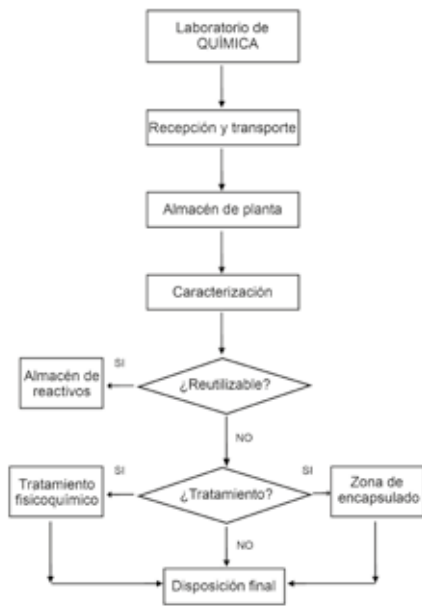 Laboratorio de
QUÍMICA
Recepción y transporte
Almacén de planta
Caracterización
SI
Almacén de
reactivos
¿Reutilizable?
NO
SI
SI
Tratamiento
fisicoquímico
¿Tratamiento?
Zona de
encapsulado
NO
Disposición final